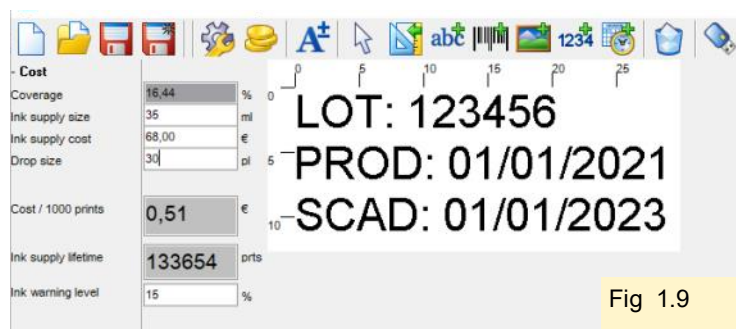 A±
abc
1234
- Cost
Coverage 16,44 %
Ink supply size 35 ml
Ink supply cost 68,00 €
Drop size 30 pl
Cost / 1000 prints 0,51 €
Ink supply lifetime 133654 prts
Ink warning level 15 %
0 5 10 15 20 25
0
5
10
LOT: 123456
PROD: 01/01/2021
SCAD: 01/01/2023
Fig 1.9